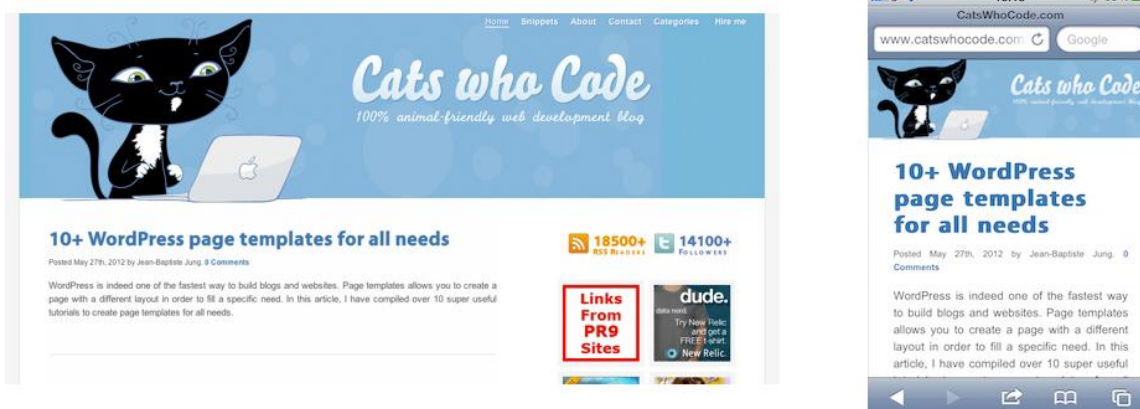 Home Snippets About Contact Categories Hire me
Cats who Code
100% animal-friendly web development blog
10+ WordPress page templates for all needs
Posted May 27th, 2012 by Jean-Baptiste Jung. 0 Comments
WordPress is indeed one of the fastest way to build blogs and websites. Page templates allows you to create a
page with a different layout in order to fill a specific need. In this article, I have compiled over 10 super useful
tutorials to create page templates for all needs.
18500+
RSS READERS
14100+
FOLLOWERS
Links
From
PR9
Sites
dude.
data nerd.
Try New Relic
and get a
FREE t-shirt.
New Relic.
CatsWhoCode.com
www.catswhocode.com
Google
Cats who Code
100% animal-friendly web development blog
10+ WordPress
page templates
for all needs
Posted May 27th, 2012 by Jean-Baptiste Jung. 0
Comments
WordPress is indeed one of the fastest way
to build blogs and websites. Page templates
allows you to create a page with a different
layout in order to fill a specific need. In this
article, I have compiled over 10 super useful